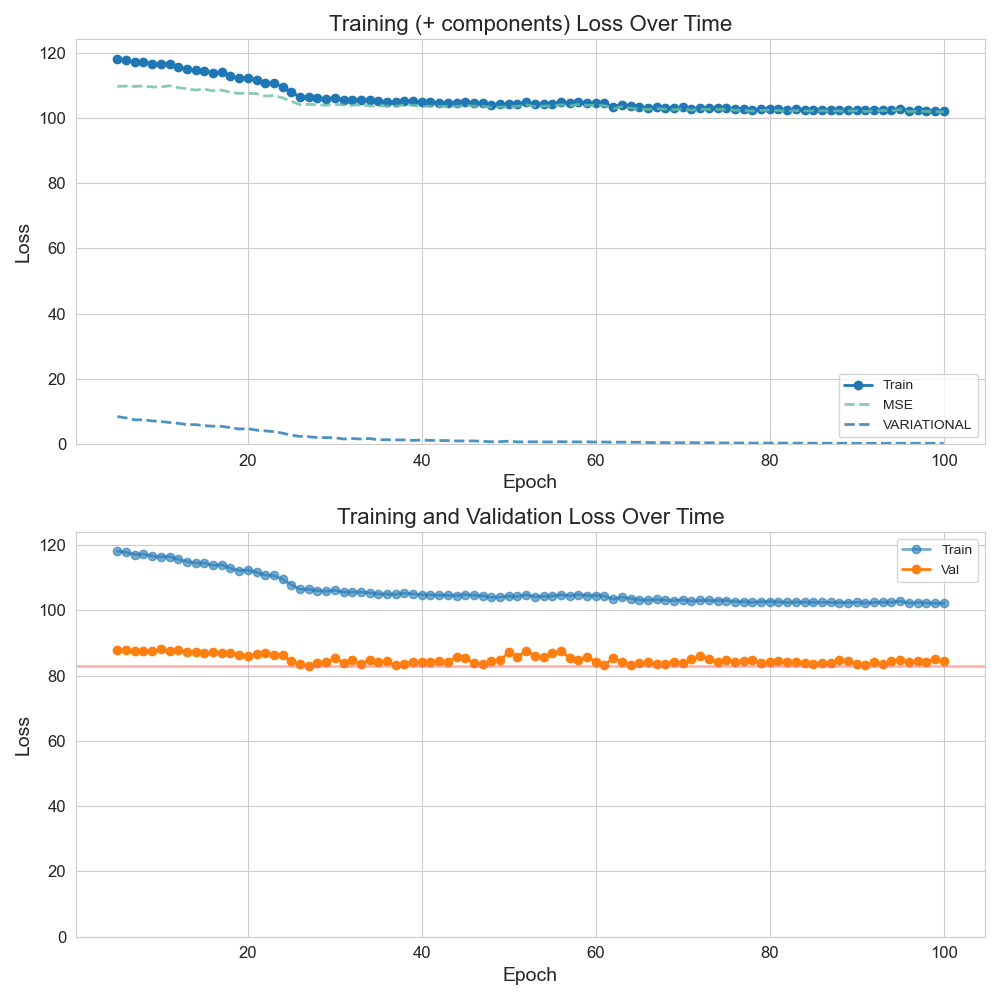 Training (+ components) Loss Over Time
120
100
80
60
40
20
0
Loss
Train
MSE
VARIATIONAL
20 40 60 80 100
Epoch
Training and Validation Loss Over Time
120
100
80
60
40
20
0
Loss
Train
Val
20 40 60 80 100
Epoch